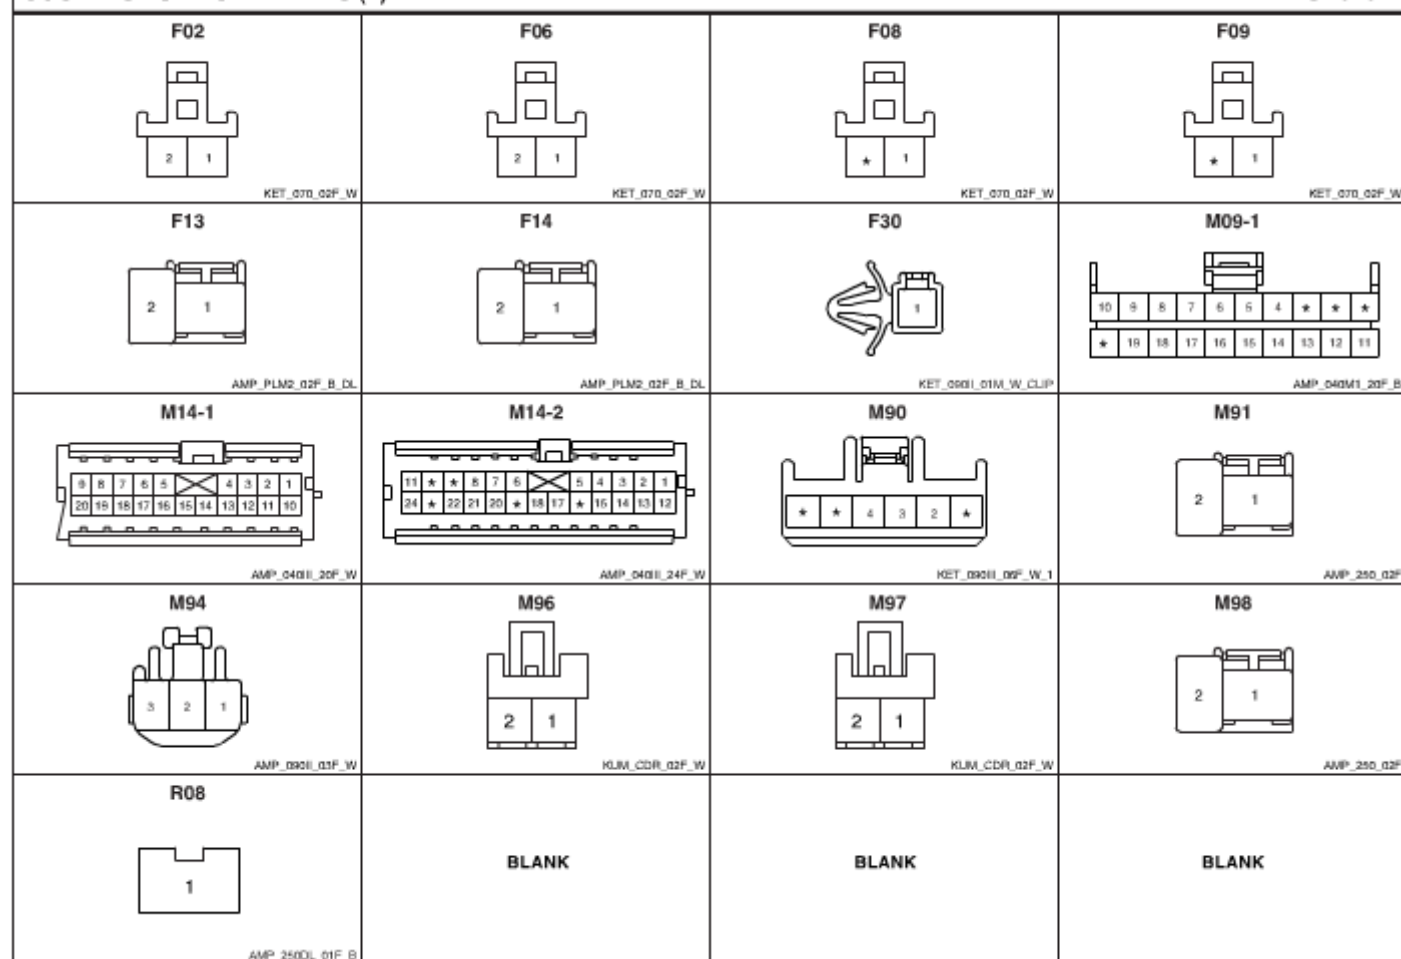 F02
F06
F08
F09
2 1
2 1
★ 1
★ 1
KET_070_02F_W
KET_070_02F_W
KET_070_02F_W
KET_070_02F_W
F13
F14
F30
M09-1
2 1
2 1
1
10 9 8 7 6 5 4 ★ ★ ★
★ 19 18 17 16 15 14 13 12 11
AMP_PLM2_02F_B_DL
AMP_PLM2_02F_B_DL
KET_090II_01M_W_CLIP
AMP_040M1_20F_B
M14-1
M14-2
M90
M91
9 8 7 6 5 4 3 2 1
20 19 18 17 16 15 14 13 12 11 10
11 ★ ★ 8 7 6 5 4 3 2 1
24 ★ 22 21 20 ★ 18 17 ★ 15 14 13 12
★ ★ 4 3 2 ★
2 1
AMP_040III_20F_W
AMP_040III_24F_W
KET_090III_06F_W_1
AMP_250_02F
M94
M96
M97
M98
3 2 1
2 1
2 1
2 1
AMP_090II_03F_W
KUM_CDR_02F_W
KUM_CDR_02F_W
AMP_250_02F
R08
1
BLANK
BLANK
BLANK
AMP_250DL_01F_B